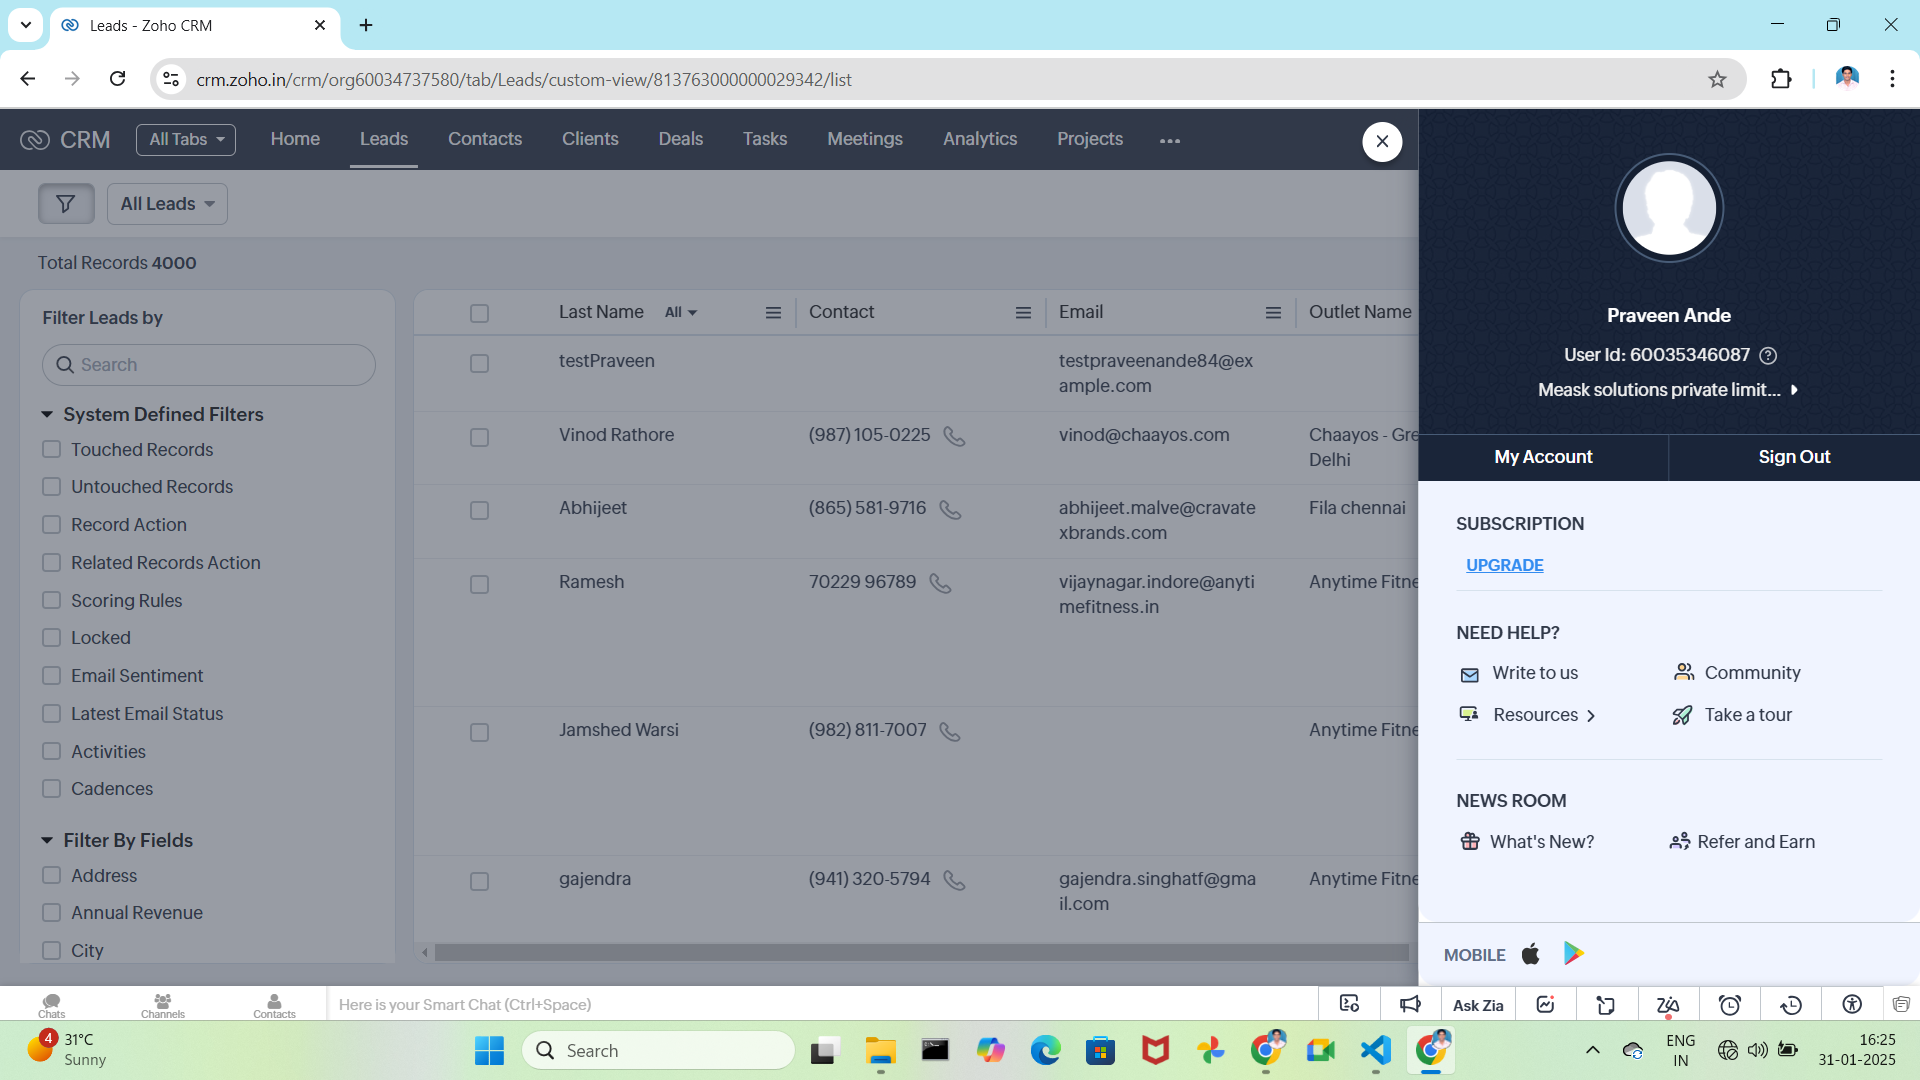 Leads - Zoho CRM
crm.zoho.in/crm/org60034737580/tab/Leads/custom-view/813763000000029342/list
CRM
All Tabs
Home
Leads
Contacts
Clients
Deals
Tasks
Meetings
Analytics
Projects
All Leads
Total Records 4000
Filter Leads by
Search
System Defined Filters
Touched Records
Untouched Records
Record Action
Related Records Action
Scoring Rules
Locked
Email Sentiment
Latest Email Status
Activities
Cadences
Filter By Fields
Address
Annual Revenue
City
Last Name All Contact Email Outlet Name
testPraveen
testpraveenande84@ex
ample.com
Vinod Rathore
(987) 105-0225
vinod@chaayos.com
Chaayos - Gre
Delhi
Abhijeet
(865) 581-9716
abhijeet.malve@cravate
xbrands.com
Fila chennai
Ramesh
70229 96789
vijaynagar.indore@anyti
mefitness.in
Anytime Fitne
Jamshed Warsi
(982) 811-7007
Anytime Fitne
gajendra
(941) 320-5794
gajendra.singhatf@gma
il.com
Anytime Fitne
Praveen Ande
User Id: 60035346087
Meask solutions private limit...
My Account
Sign Out
SUBSCRIPTION
UPGRADE
NEED HELP?
Write to us
Community
Resources
Take a tour
NEWS ROOM
What's New?
Refer and Earn
MOBILE
Chats
Channels
Contacts
Here is your Smart Chat (Ctrl+Space)
Ask Zia
4
31°C
Sunny
Search
ENG
IN
16:25
31-01-2025